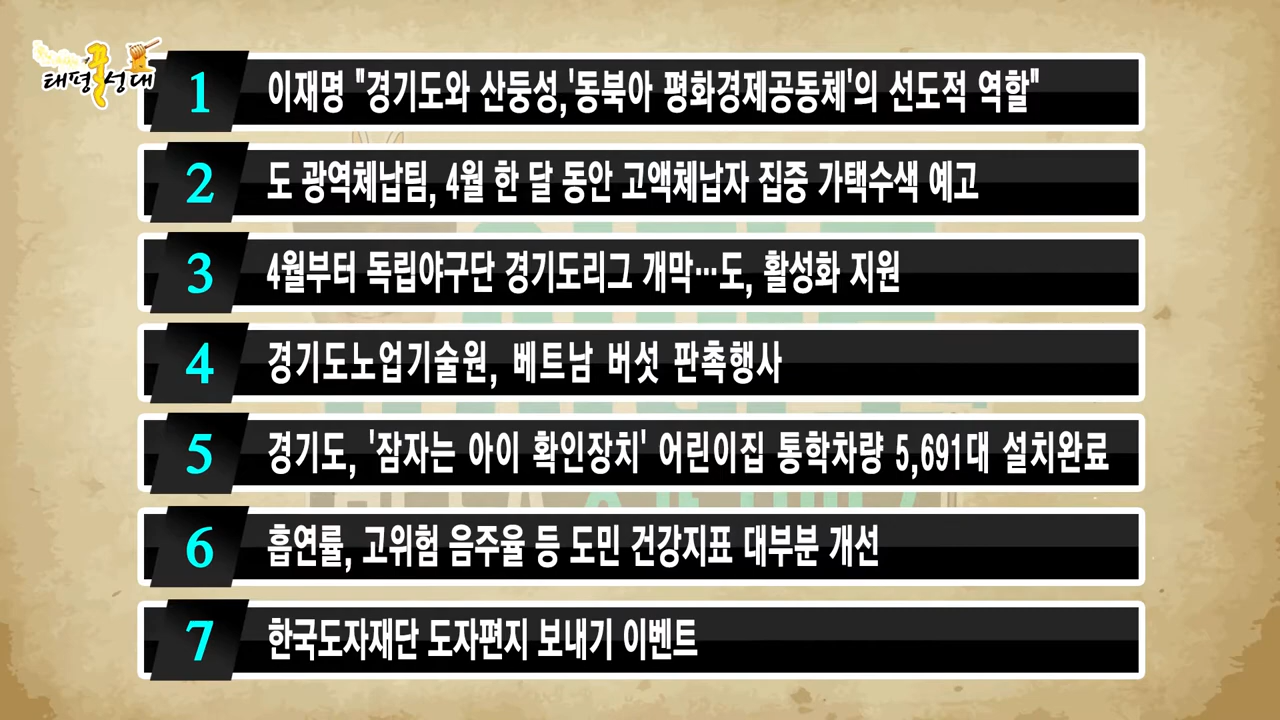 태평꿀성대
1 이재명 "경기도와 산둥성,'동북아 평화경제공동체'의 선도적 역할"
2 도 광역체납팀, 4월 한 달 동안 고액체납자 집중 가택수색 예고
3 4월부터 독립야구단 경기도리그 개막…도, 활성화 지원
4 경기도노업기술원, 베트남 버섯 판촉행사
5 경기도, '잠자는 아이 확인장치' 어린이집 통학차량 5,691대 설치완료
6 흡연률, 고위험 음주율 등 도민 건강지표 대부분 개선
7 한국도자재단 도자편지 보내기 이벤트